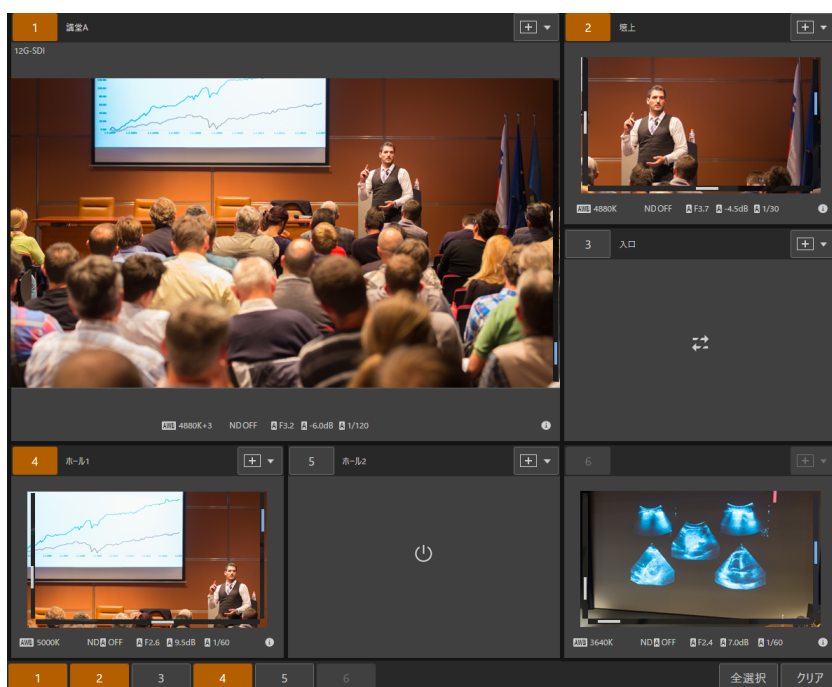 1 講堂A
12G-SDI
AWB 4880K+3 ND OFF A F3.2 A -6.0dB A 1/120
2 壇上
AWB 4880K ND OFF A F3.7 A -4.5dB A 1/30
3 入口
4 ホール1
AWB 5000K ND A OFF A F2.6 A 9.5dB A 1/60
5 ホール2
6
AWB 3640K ND A OFF A F2.4 A 7.0dB A 1/60
1 2 3 4 5 6 全選択 クリア